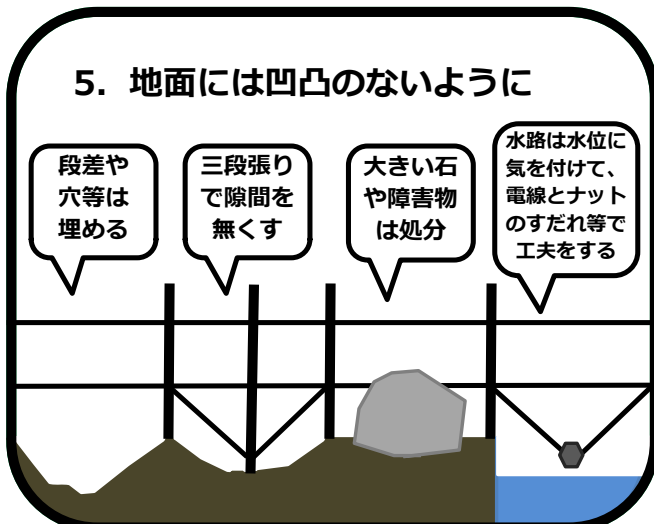 5. 地面には凹凸のないように
段差や
穴等は
埋める
三段張り
で隙間を
無くす
大きい石
や障害物
は処分
水路は水位に
気を付けて、
電線とナット
のすだれ等で
工夫をする